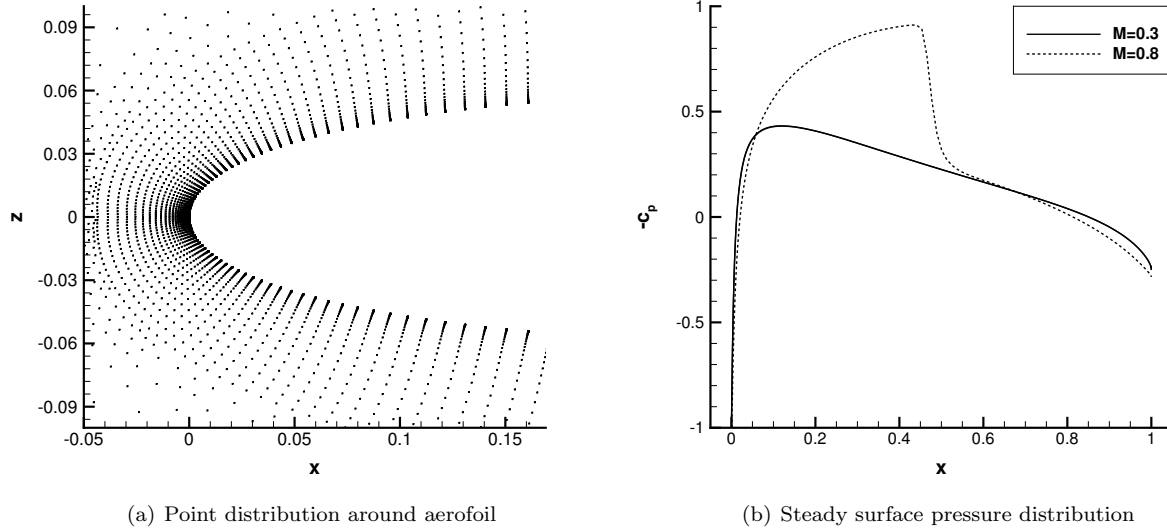 0.09
0.06
0.03
0
-0.03
-0.06
-0.09
z
-0.05
0
0.05
0.1
0.15
x
(a) Point distribution around aerofoil
1
0.5
0
-0.5
-1
-cp
0
0.2
0.4
0.6
0.8
1
x
M=0.3
M=0.8
(b) Steady surface pressure distribution